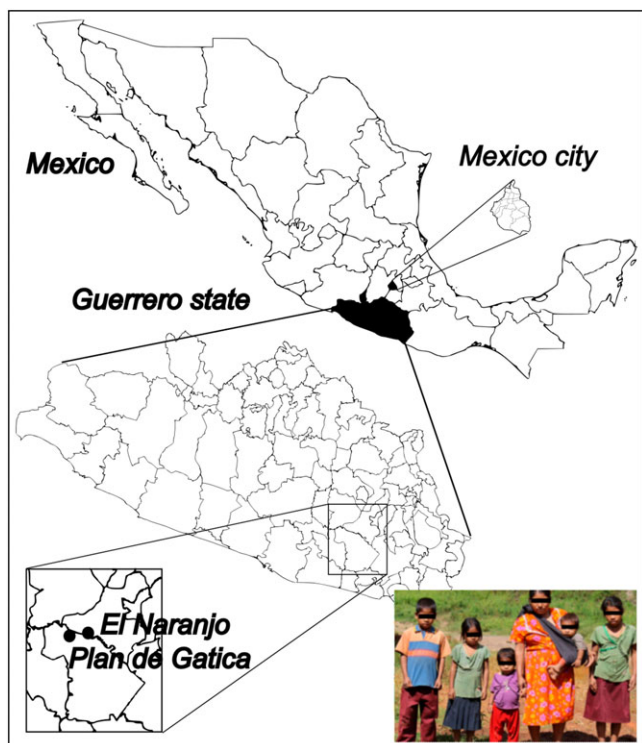 Mexico city
Mexico
Guerrero state
El Naranjo
Plan de Gatica